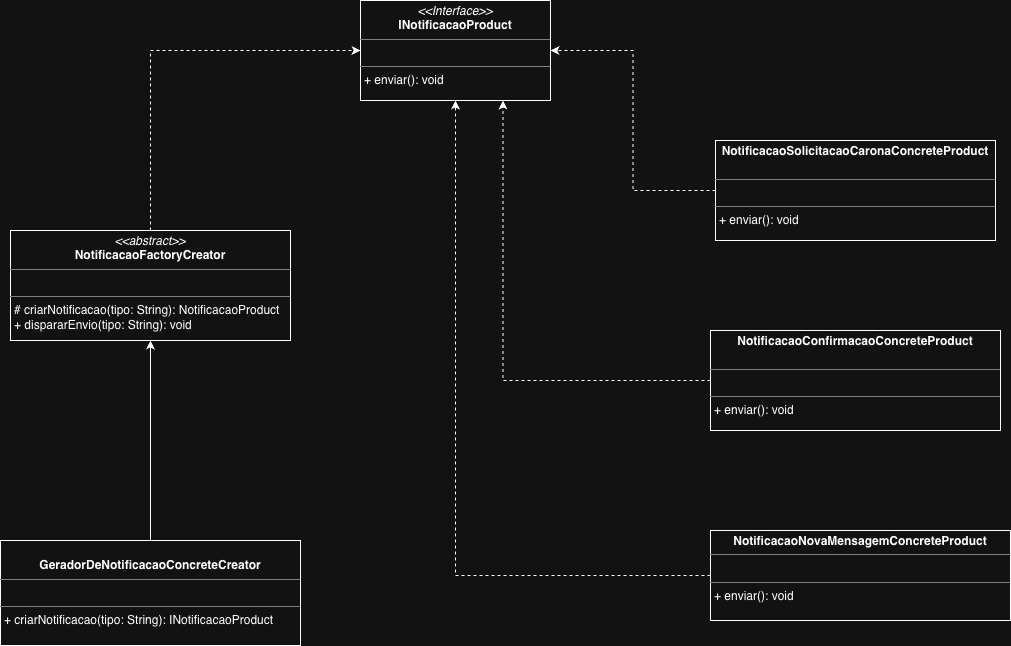 <<Interface>>
INotificacaoProduct
+ enviar(): void
NotificacaoSolicitacaoCaronaConcreteProduct
+ enviar(): void
<<abstract>>
NotificacaoFactoryCreator
# criarNotificacao(tipo: String): NotificacaoProduct
+ dispararEnvio(tipo: String): void
NotificacaoConfirmacaoConcreteProduct
+ enviar(): void
GeradorDeNotificacaoConcreteCreator
+ criarNotificacao(tipo: String): INotificacaoProduct
NotificacaoNovaMensagemConcreteProduct
+ enviar(): void